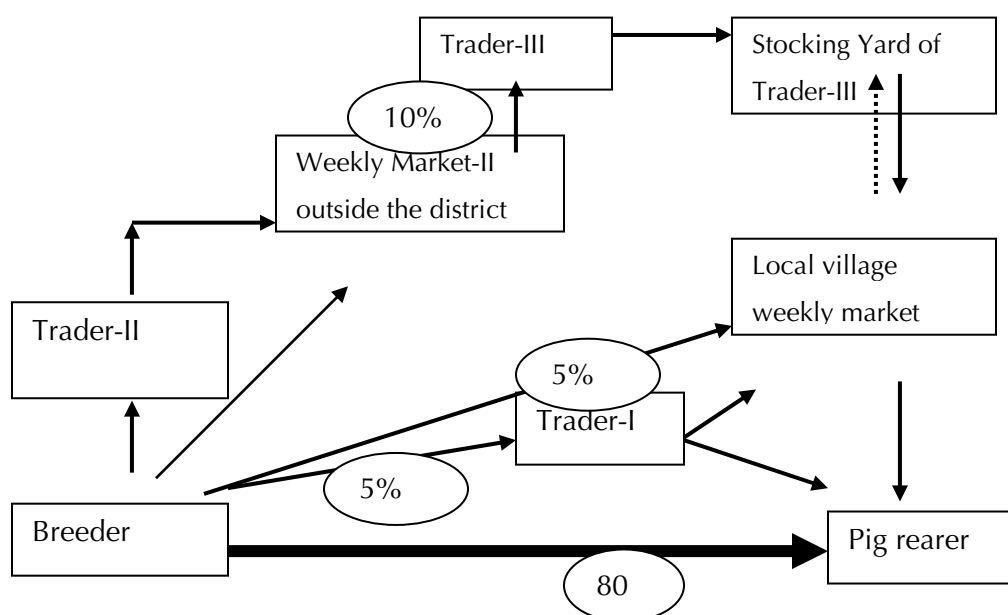 Trader-III
Stocking Yard of
Trader-III
10%
Weekly Market-II
outside the district
Local village
weekly market
Trader-II
5%
Trader-I
5%
Breeder
Pig rearer
80